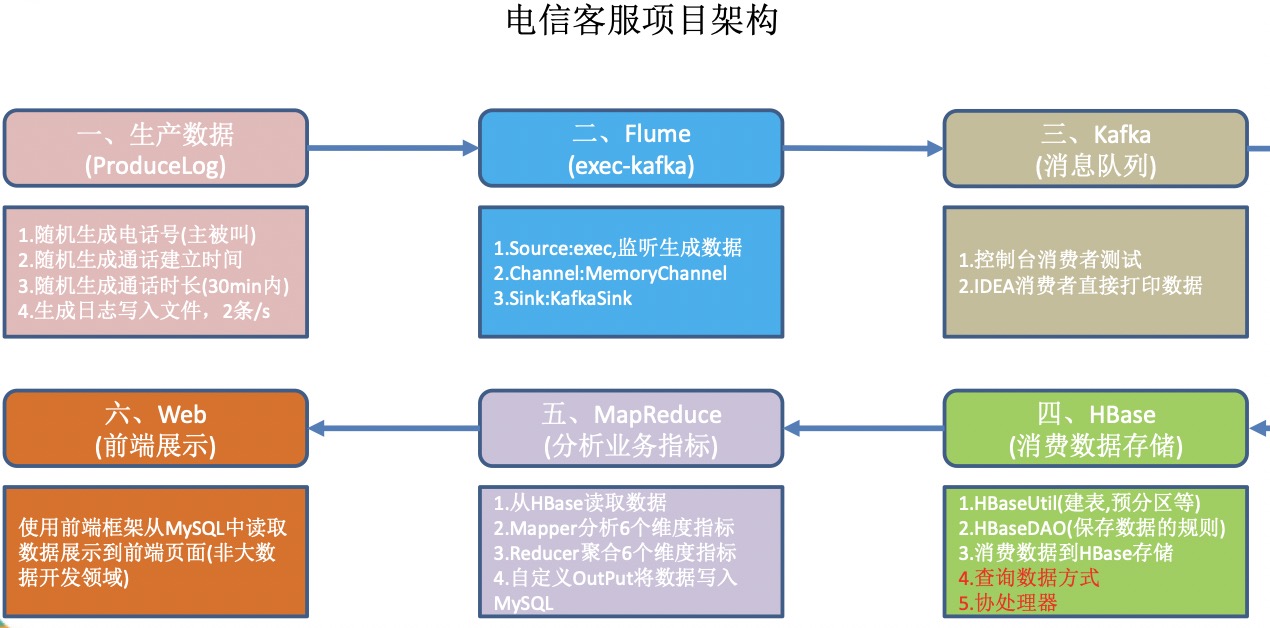 电信客服项目架构
一、生产数据
(ProduceLog)
1.随机生成电话号(主被叫)
2.随机生成通话建立时间
3.随机生成通话时长(30min内)
4.生成日志写入文件，2条/s
二、Flume
(exec-kafka)
1.Source:exec,监听生成数据
2.Channel:MemoryChannel
3.Sink:KafkaSink
三、Kafka
(消息队列)
1.控制台消费者测试
2.IDEA消费者直接打印数据
四、HBase
(消费数据存储)
1.HBaseUtil(建表,预分区等)
2.HBaseDAO(保存数据的规则)
3.消费数据到HBase存储
4.查询数据方式
5.协处理器
五、MapReduce
(分析业务指标)
1.从HBase读取数据
2.Mapper分析6个维度指标
3.Reducer聚合6个维度指标
4.自定义OutPut将数据写入
MySQL
六、Web
(前端展示)
使用前端框架从MySQL中读取
数据展示到前端页面(非大数
据开发领域)